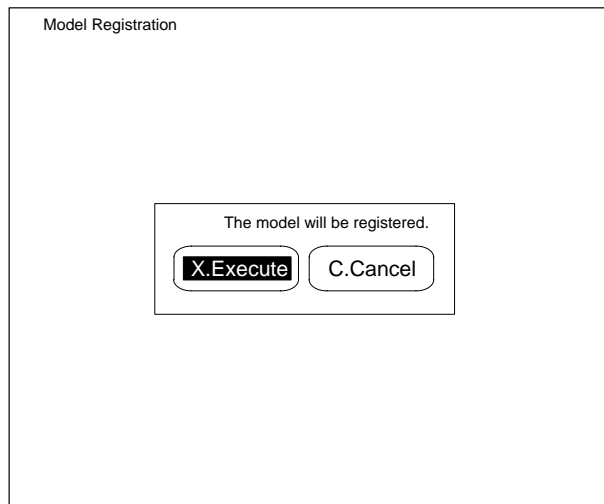 Model Registration
The model will be registered.
X.Execute C.Cancel